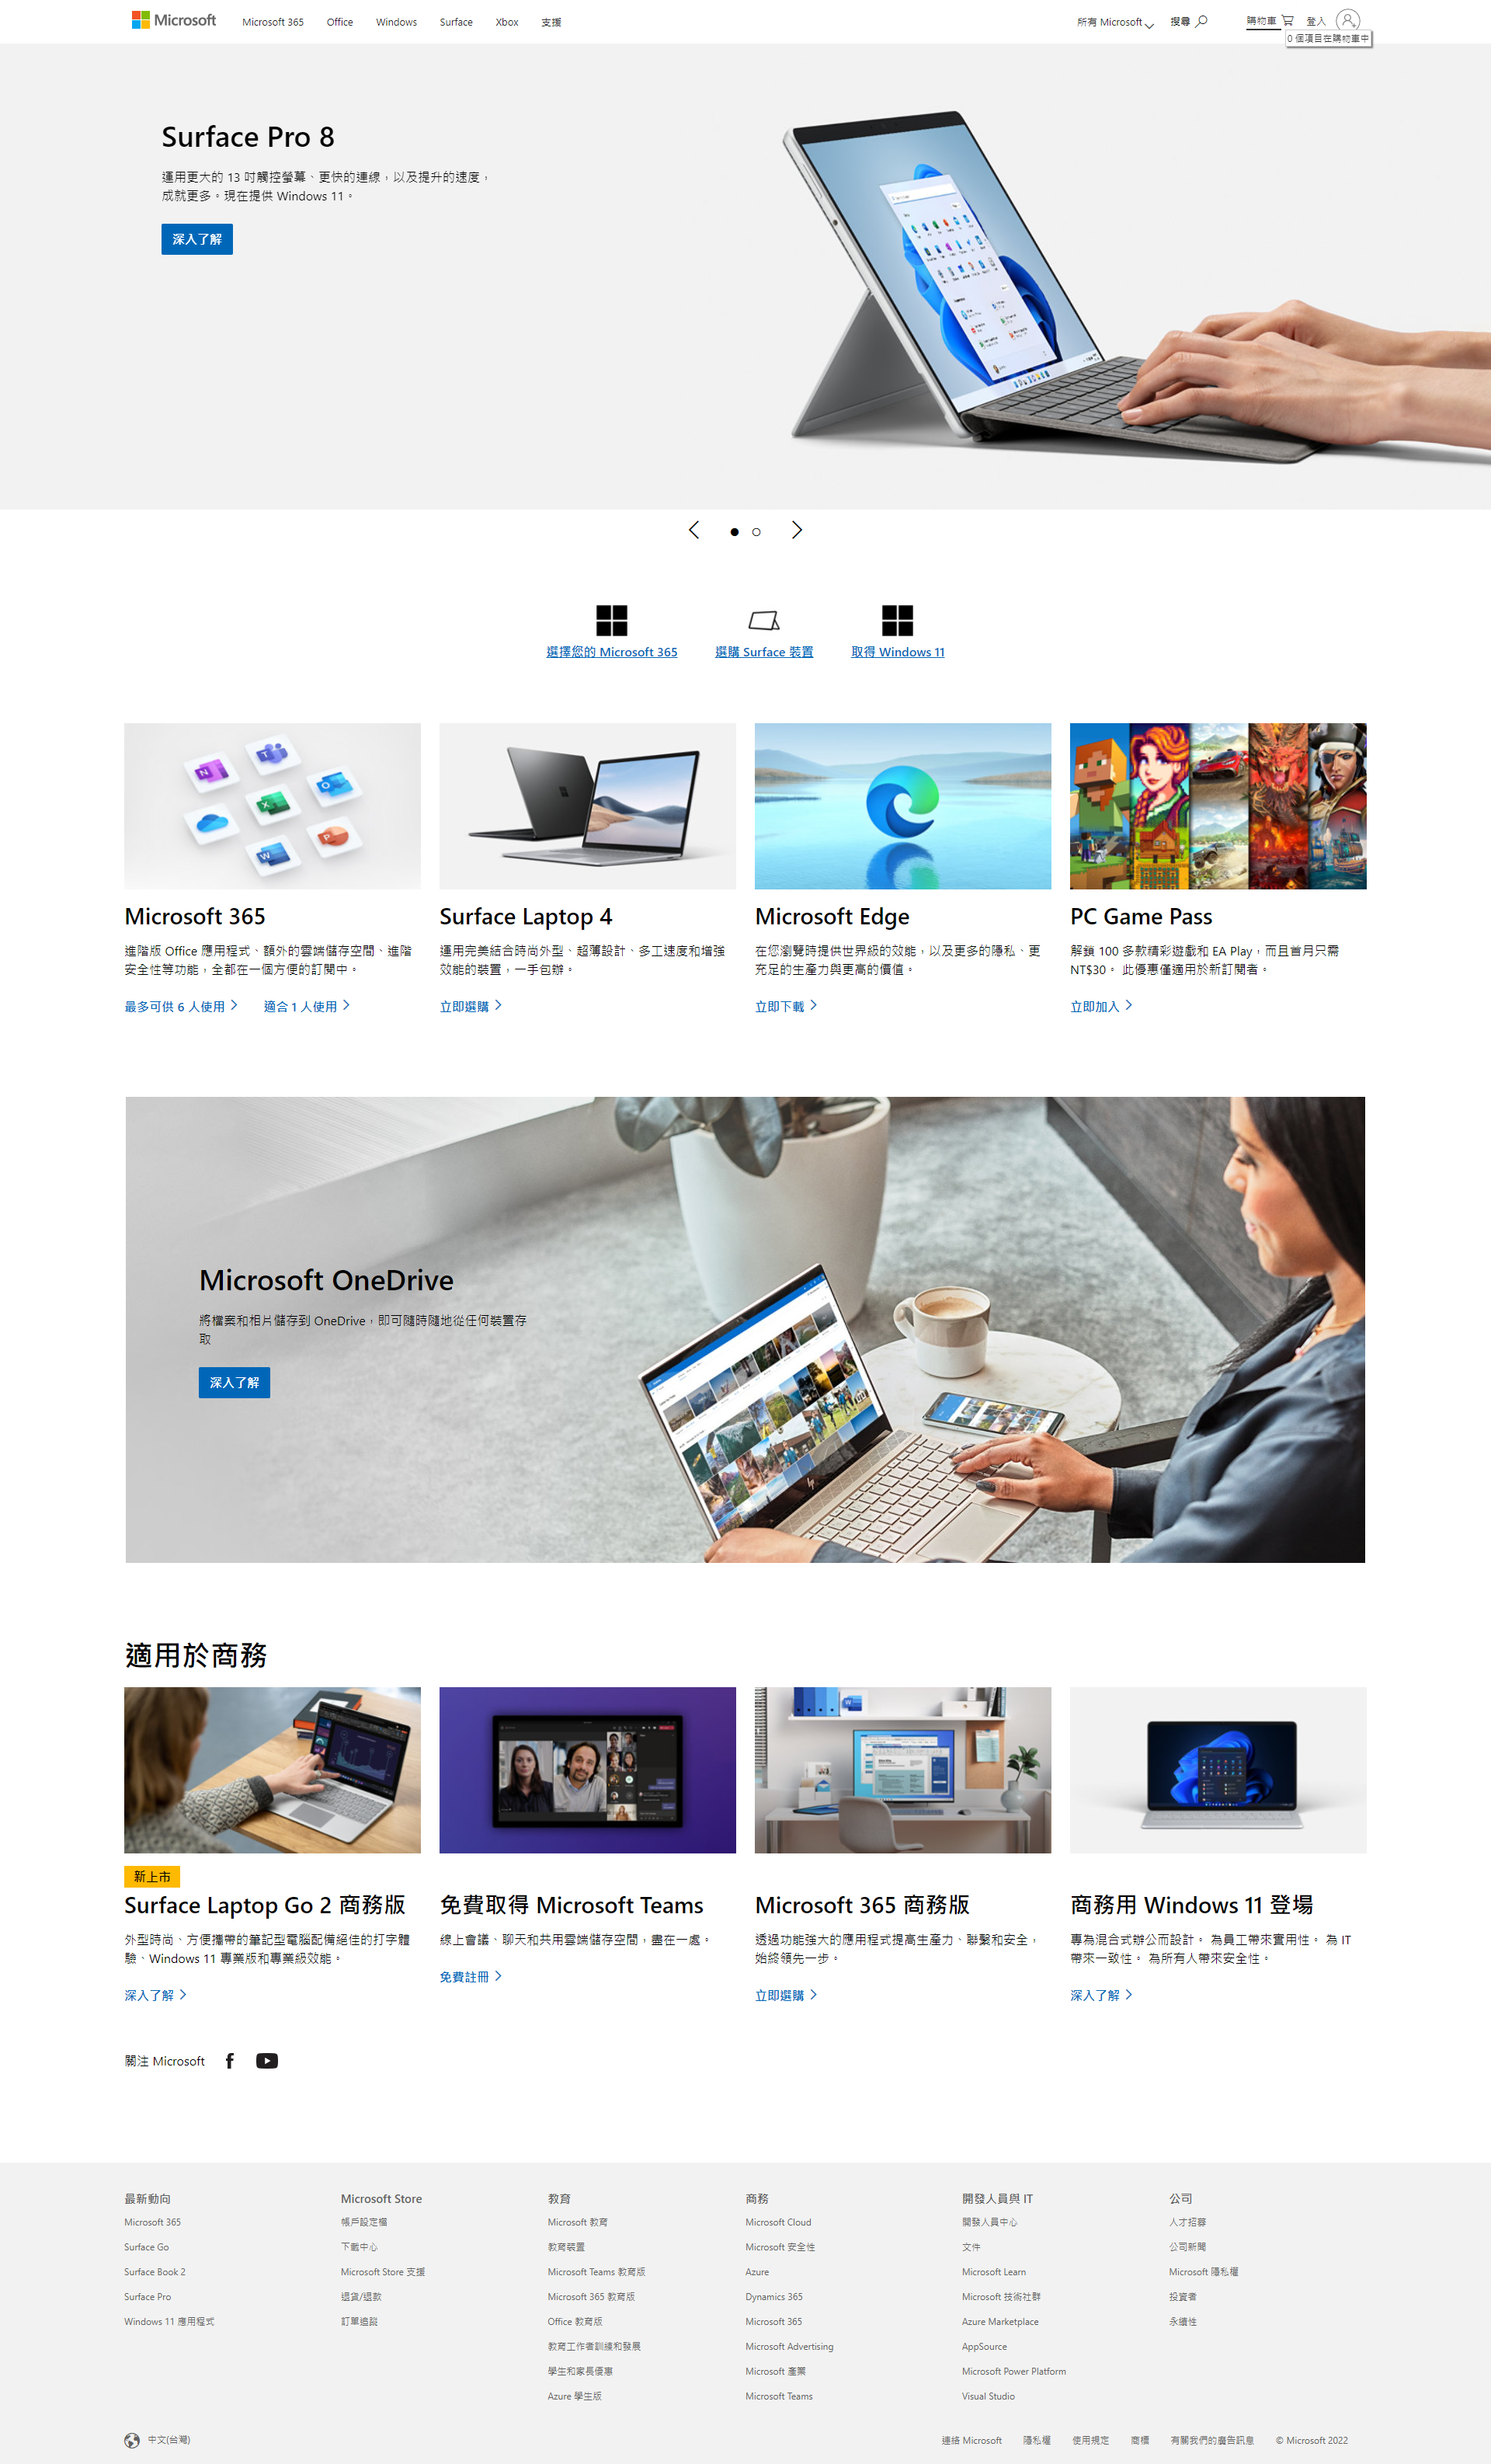 Microsoft
Microsoft 365
Office
Windows
Surface
Xbox
支援
所有 Microsoft
搜尋
購物車
登入
0 個項目在購物車中
Surface Pro 8
運用更大的 13 吋觸控螢幕、更快的連線，以及提升的速度，
成就更多。現在提供 Windows 11。
深入了解
選擇您的 Microsoft 365
選購 Surface 裝置
取得 Windows 11
Microsoft 365
進階版 Office 應用程式、額外的雲端儲存空間、進階
安全性等功能，全都在一個方便的訂閱中。
最多可供 6 人使用
適合 1 人使用
Surface Laptop 4
運用完美結合時尚外型、超薄設計、多工速度和增強
效能的裝置，一手包辦。
立即選購
Microsoft Edge
在您瀏覽時提供世界級的效能，以及更多的隱私、更
充足的生產力與更高的價值。
立即下載
PC Game Pass
解鎖 100 多款精彩遊戲和 EA Play，而且首月只需
NT$30。 此優惠僅適用於新訂閱者。
立即加入
Microsoft OneDrive
將檔案和相片儲存到 OneDrive，即可隨時隨地從任何裝置存
取
深入了解
適用於商務
新上市
Surface Laptop Go 2 商務版
外型時尚、方便攜帶的筆記型電腦配備絕佳的打字體
驗、Windows 11 專業版和專業級效能。
深入了解
免費取得 Microsoft Teams
線上會議、聊天和共用雲端儲存空間，盡在一處。
免費註冊
Microsoft 365 商務版
透過功能強大的應用程式提高生產力、聯繫和安全，
始終領先一步。
立即選購
商務用 Windows 11 登場
專為混合式辦公而設計。 為員工帶來實用性。 為 IT
帶來一致性。 為所有人帶來安全性。
深入了解
關注 Microsoft
最新動向
Microsoft 365
Surface Go
Surface Book 2
Surface Pro
Windows 11 應用程式
Microsoft Store
帳戶設定檔
下載中心
Microsoft Store 支援
退貨/退款
訂單追蹤
教育
Microsoft 教育
教育裝置
Microsoft Teams 教育版
Microsoft 365 教育版
Office 教育版
教育工作者訓練和發展
學生和家長優惠
Azure 學生版
商務
Microsoft Cloud
Microsoft 安全性
Azure
Dynamics 365
Microsoft 365
Microsoft Advertising
Microsoft 產業
Microsoft Teams
開發人員與 IT
開發人員中心
文件
Microsoft Learn
Microsoft 技術社群
Azure Marketplace
AppSource
Microsoft Power Platform
Visual Studio
公司
人才招募
公司新聞
Microsoft 隱私權
投資者
永續性
中文(台灣)
連絡 Microsoft
隱私權
使用規定
商標
有關我們的廣告訊息
© Microsoft 2022